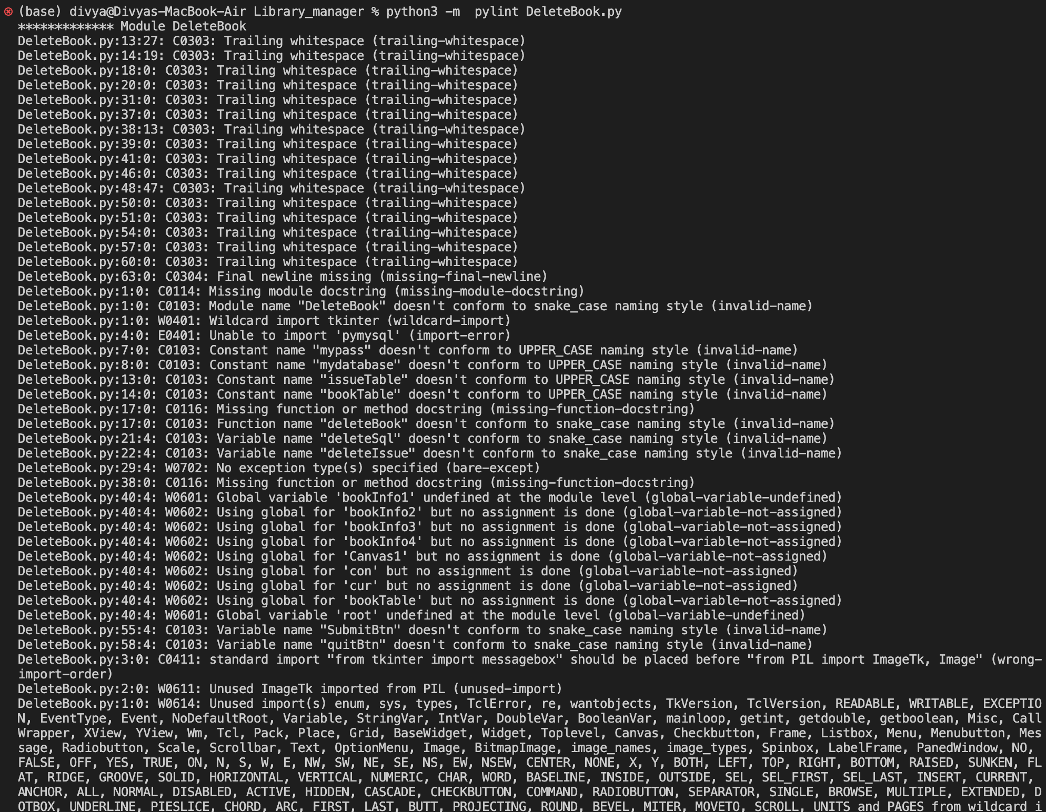 (base) divya@Divyas-MacBook-Air Library_manager % python3 -m  pylint DeleteBook.py
************* Module DeleteBook
DeleteBook.py:13:27: C0303: Trailing whitespace (trailing-whitespace)
DeleteBook.py:14:19: C0303: Trailing whitespace (trailing-whitespace)
DeleteBook.py:18:0: C0303: Trailing whitespace (trailing-whitespace)
DeleteBook.py:20:0: C0303: Trailing whitespace (trailing-whitespace)
DeleteBook.py:31:0: C0303: Trailing whitespace (trailing-whitespace)
DeleteBook.py:37:0: C0303: Trailing whitespace (trailing-whitespace)
DeleteBook.py:38:13: C0303: Trailing whitespace (trailing-whitespace)
DeleteBook.py:39:0: C0303: Trailing whitespace (trailing-whitespace)
DeleteBook.py:41:0: C0303: Trailing whitespace (trailing-whitespace)
DeleteBook.py:46:0: C0303: Trailing whitespace (trailing-whitespace)
DeleteBook.py:48:47: C0303: Trailing whitespace (trailing-whitespace)
DeleteBook.py:50:0: C0303: Trailing whitespace (trailing-whitespace)
DeleteBook.py:51:0: C0303: Trailing whitespace (trailing-whitespace)
DeleteBook.py:54:0: C0303: Trailing whitespace (trailing-whitespace)
DeleteBook.py:57:0: C0303: Trailing whitespace (trailing-whitespace)
DeleteBook.py:60:0: C0303: Trailing whitespace (trailing-whitespace)
DeleteBook.py:63:0: C0304: Final newline missing (missing-final-newline)
DeleteBook.py:1:0: C0114: Missing module docstring (missing-module-docstring)
DeleteBook.py:1:0: C0103: Module name "DeleteBook" doesn't conform to snake_case naming style (invalid-name)
DeleteBook.py:1:0: W0401: Wildcard import tkinter (wildcard-import)
DeleteBook.py:4:0: E0401: Unable to import 'pymysql' (import-error)
DeleteBook.py:7:0: C0103: Constant name "mypass" doesn't conform to UPPER_CASE naming style (invalid-name)
DeleteBook.py:8:0: C0103: Constant name "mydatabase" doesn't conform to UPPER_CASE naming style (invalid-name)
DeleteBook.py:13:0: C0103: Constant name "issueTable" doesn't conform to UPPER_CASE naming style (invalid-name)
DeleteBook.py:14:0: C0103: Constant name "bookTable" doesn't conform to UPPER_CASE naming style (invalid-name)
DeleteBook.py:17:0: C0116: Missing function or method docstring (missing-function-docstring)
DeleteBook.py:17:0: C0103: Function name "deleteBook" doesn't conform to snake_case naming style (invalid-name)
DeleteBook.py:21:4: C0103: Variable name "deleteSql" doesn't conform to snake_case naming style (invalid-name)
DeleteBook.py:22:4: C0103: Variable name "deleteIssue" doesn't conform to snake_case naming style (invalid-name)
DeleteBook.py:29:4: W0702: No exception type(s) specified (bare-except)
DeleteBook.py:38:0: C0116: Missing function or method docstring (missing-function-docstring)
DeleteBook.py:40:4: W0601: Global variable 'bookInfo1' undefined at the module level (global-variable-undefined)
DeleteBook.py:40:4: W0602: Using global for 'bookInfo2' but no assignment is done (global-variable-not-assigned)
DeleteBook.py:40:4: W0602: Using global for 'bookInfo3' but no assignment is done (global-variable-not-assigned)
DeleteBook.py:40:4: W0602: Using global for 'bookInfo4' but no assignment is done (global-variable-not-assigned)
DeleteBook.py:40:4: W0602: Using global for 'Canvas1' but no assignment is done (global-variable-not-assigned)
DeleteBook.py:40:4: W0602: Using global for 'con' but no assignment is done (global-variable-not-assigned)
DeleteBook.py:40:4: W0602: Using global for 'cur' but no assignment is done (global-variable-not-assigned)
DeleteBook.py:40:4: W0602: Using global for 'bookTable' but no assignment is done (global-variable-not-assigned)
DeleteBook.py:40:4: W0601: Global variable 'root' undefined at the module level (global-variable-undefined)
DeleteBook.py:55:4: C0103: Variable name "SubmitBtn" doesn't conform to snake_case naming style (invalid-name)
DeleteBook.py:58:4: C0103: Variable name "quitBtn" doesn't conform to snake_case naming style (invalid-name)
DeleteBook.py:3:0: C0411: standard import "from tkinter import messagebox" should be placed before "from PIL import ImageTk, Image" (wrong-
import-order)
DeleteBook.py:2:0: W0611: Unused ImageTk imported from PIL (unused-import)
DeleteBook.py:1:0: W0614: Unused import(s) enum, sys, types, TclError, re, wantobjects, TkVersion, TclVersion, READABLE, WRITABLE, EXCEPTIO
N, EventType, Event, NoDefaultRoot, Variable, StringVar, IntVar, DoubleVar, BooleanVar, mainloop, getint, getdouble, getboolean, Misc, Call
Wrapper, XView, YView, Wm, Tcl, Pack, Place, Grid, BaseWidget, Widget, Toplevel, Canvas, Checkbutton, Frame, Listbox, Menu, Menubutton, Mes
sage, Radiobutton, Scale, Scrollbar, Text, OptionMenu, Image, BitmapImage, image_names, image_types, Spinbox, LabelFrame, PanedWindow, NO,
FALSE, OFF, YES, TRUE, ON, N, S, W, E, NW, SW, NE, SE, NS, EW, NSEW, CENTER, NONE, X, Y, BOTH, LEFT, TOP, RIGHT, BOTTOM, RAISED, SUNKEN, FL
AT, RIDGE, GROOVE, SOLID, HORIZONTAL, VERTICAL, NUMERIC, CHAR, WORD, BASELINE, INSIDE, OUTSIDE, SEL, SEL_FIRST, SEL_LAST, INSERT, CURRENT,
ANCHOR, ALL, NORMAL, DISABLED, ACTIVE, HIDDEN, CASCADE, CHECKBUTTON, COMMAND, RADIOBUTTON, SEPARATOR, SINGLE, BROWSE, MULTIPLE, EXTENDED, D
OTBOX, UNDERLINE, PIESLICE, CHORD, ARC, FIRST, LAST, BUTT, PROJECTING, ROUND, BEVEL, MITER, MOVETO, SCROLL, UNITS and PAGES from wildcard i